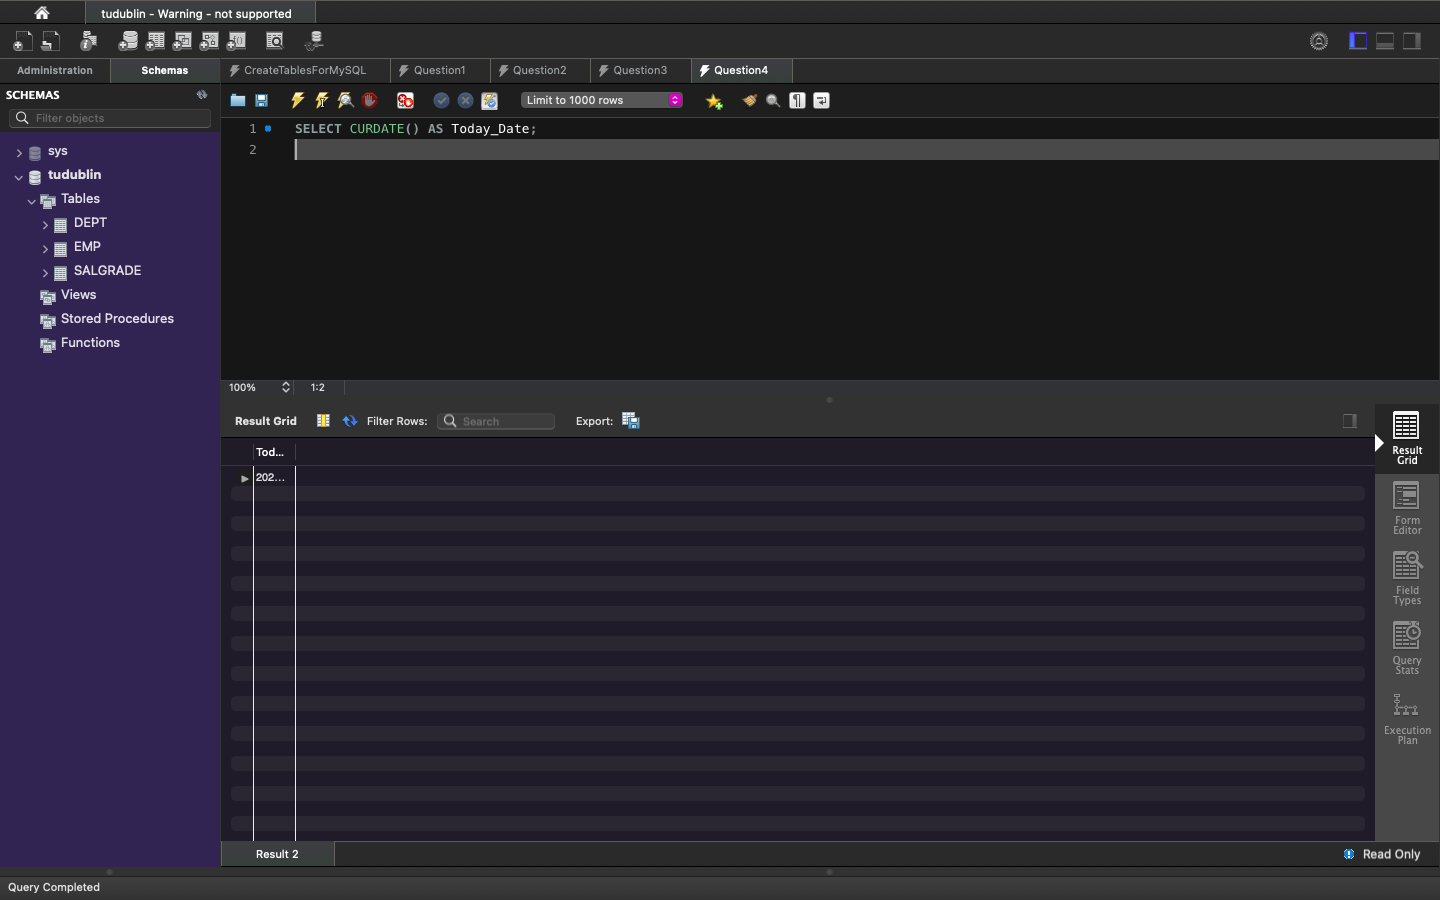 tudublin - Warning - not supported
Administration Schemas
CreateTablesForMySQL Question1 Question2 Question3 Question4
SCHEMAS
Filter objects
Limit to 1000 rows
sys
tudublin
Tables
DEPT
EMP
SALGRADE
Views
Stored Procedures
Functions
1 SELECT CURDATE() AS Today_Date;
2
100% 1:2
Result Grid Filter Rows: Search Export:
Tod...
202...
Result
Grid
Form
Editor
Field
Types
Query
Stats
Execution
Plan
Result 2 Read Only
Query Completed